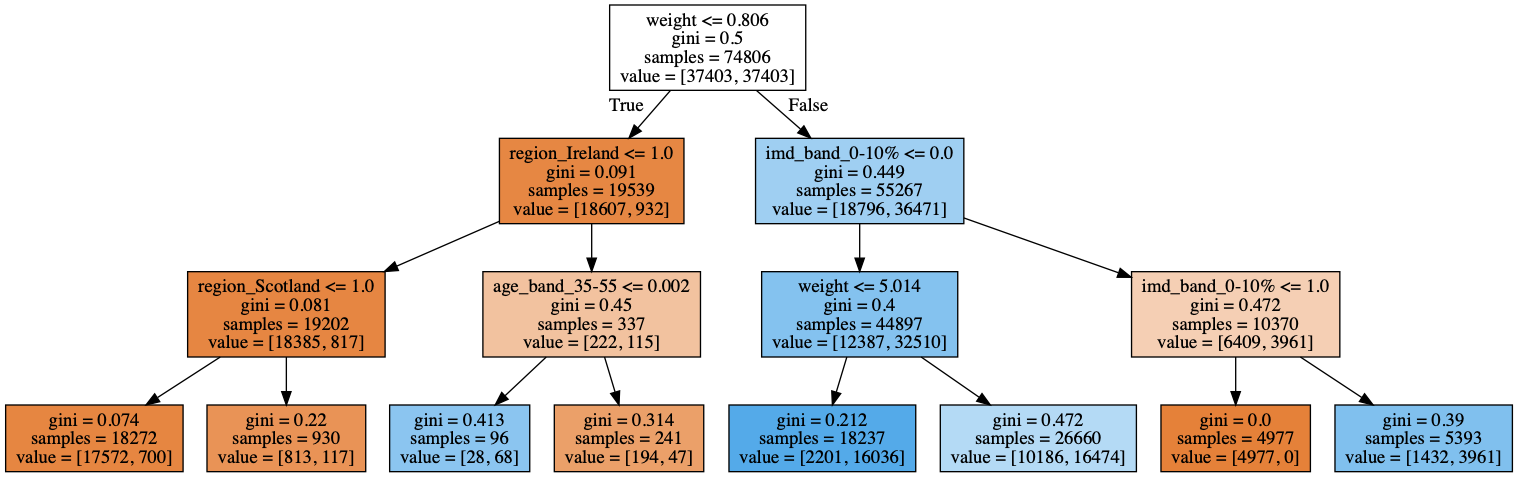 weight <= 0.806
gini = 0.5
samples = 74806
value = [37403, 37403]
True
False
region_Ireland <= 1.0
gini = 0.091
samples = 19539
value = [18607, 932]
imd_band_0-10% <= 0.0
gini = 0.449
samples = 55267
value = [18796, 36471]
region_Scotland <= 1.0
gini = 0.081
samples = 19202
value = [18385, 817]
age_band_35-55 <= 0.002
gini = 0.45
samples = 337
value = [222, 115]
weight <= 5.014
gini = 0.4
samples = 44897
value = [12387, 32510]
imd_band_0-10% <= 1.0
gini = 0.472
samples = 10370
value = [6409, 3961]
gini = 0.074
samples = 18272
value = [17572, 700]
gini = 0.22
samples = 930
value = [813, 117]
gini = 0.413
samples = 96
value = [28, 68]
gini = 0.314
samples = 241
value = [194, 47]
gini = 0.212
samples = 18237
value = [2201, 16036]
gini = 0.472
samples = 26660
value = [10186, 16474]
gini = 0.0
samples = 4977
value = [4977, 0]
gini = 0.39
samples = 5393
value = [1432, 3961]